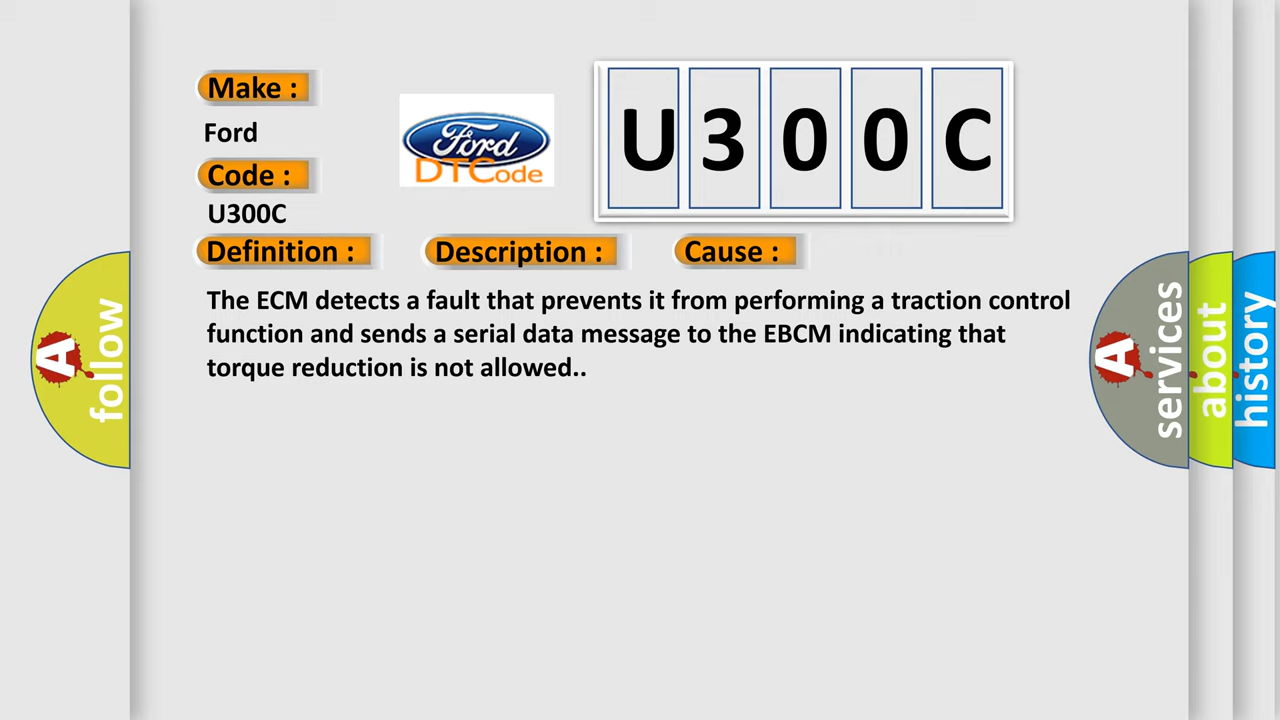 Make :
Ford
Ford
DTCode
U300C
Code :
U300C
Definition :
Description :
Cause :
The ECM detects a fault that prevents it from performing a traction control
function and sends a serial data message to the EBCM indicating that
torque reduction is not allowed..
A follow
A services
about
history